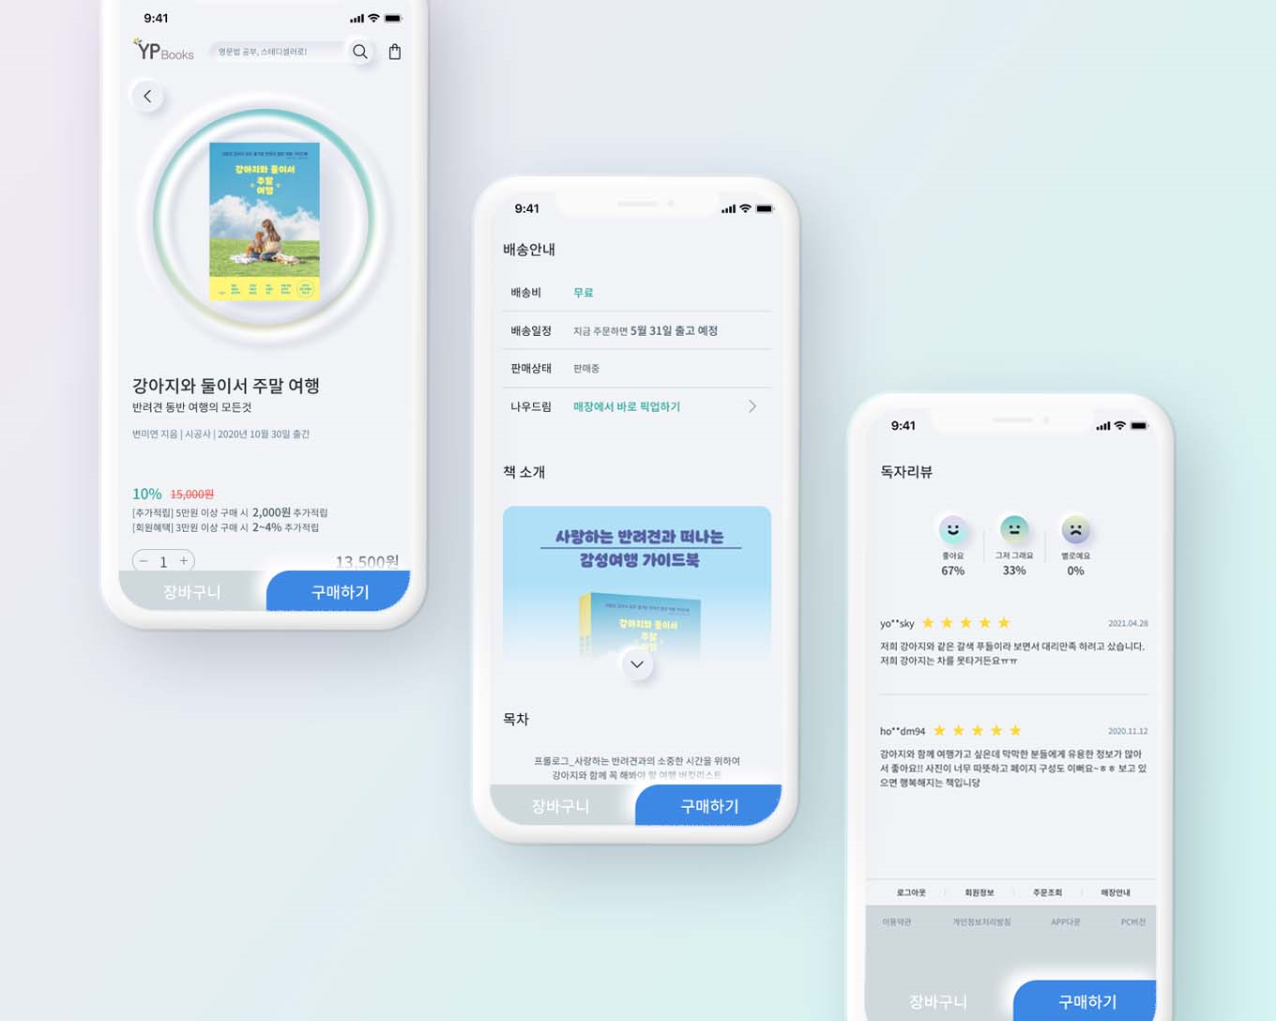 9:41
YP Books
영문법 공부, 스테디셀러로!
강아지와 둘이서
주말
여행
강아지와 둘이서 주말 여행
반려견 동반 여행의 모든것
변미연 지음 | 시공사 | 2020년 10월 30일 출간
10% 15,000원
[추가적립] 5만원 이상 구매 시 2,000원 추가적립
[회원혜택] 3만원 이상 구매 시 2~4% 추가적립
− 1 + 13,500원
장바구니 구매하기
9:41
배송안내
배송비 무료
배송일정 지금 주문하면 5월 31일 출고 예정
판매상태 판매중
나우드림 매장에서 바로 픽업하기
책 소개
사랑하는 반려견과 떠나는
감성여행 가이드북
강아지와 둘이서
주말
목차
프롤로그_사랑하는 반려견과의 소중한 시간을 위하여
강아지와 함께 꼭 해봐야 할 여행 버킷리스트
장바구니 구매하기
9:41
독자리뷰
좋아요 그저 그래요 별로예요
67% 33% 0%
yo**sky ★ ★ ★ ★ ★ 2021.04.28
저희 강아지와 같은 갈색 푸들이라 보면서 대리만족 하려고 샀습니다.
저희 강아지는 차를 못타거든요ㅠㅠ
ho**dm94 ★ ★ ★ ★ ★ 2020.11.12
강아지와 함께 여행가고 싶은데 막막한 분들에게 유용한 정보가 많아
서 좋아요!! 사진이 너무 따뜻하고 페이지 구성도 이뻐요~ㅎㅎ 보고 있
으면 행복해지는 책입니당
로그아웃 회원정보 주문조회 매장안내
이용약관 개인정보처리방침 APP다운 PC버전
장바구니 구매하기